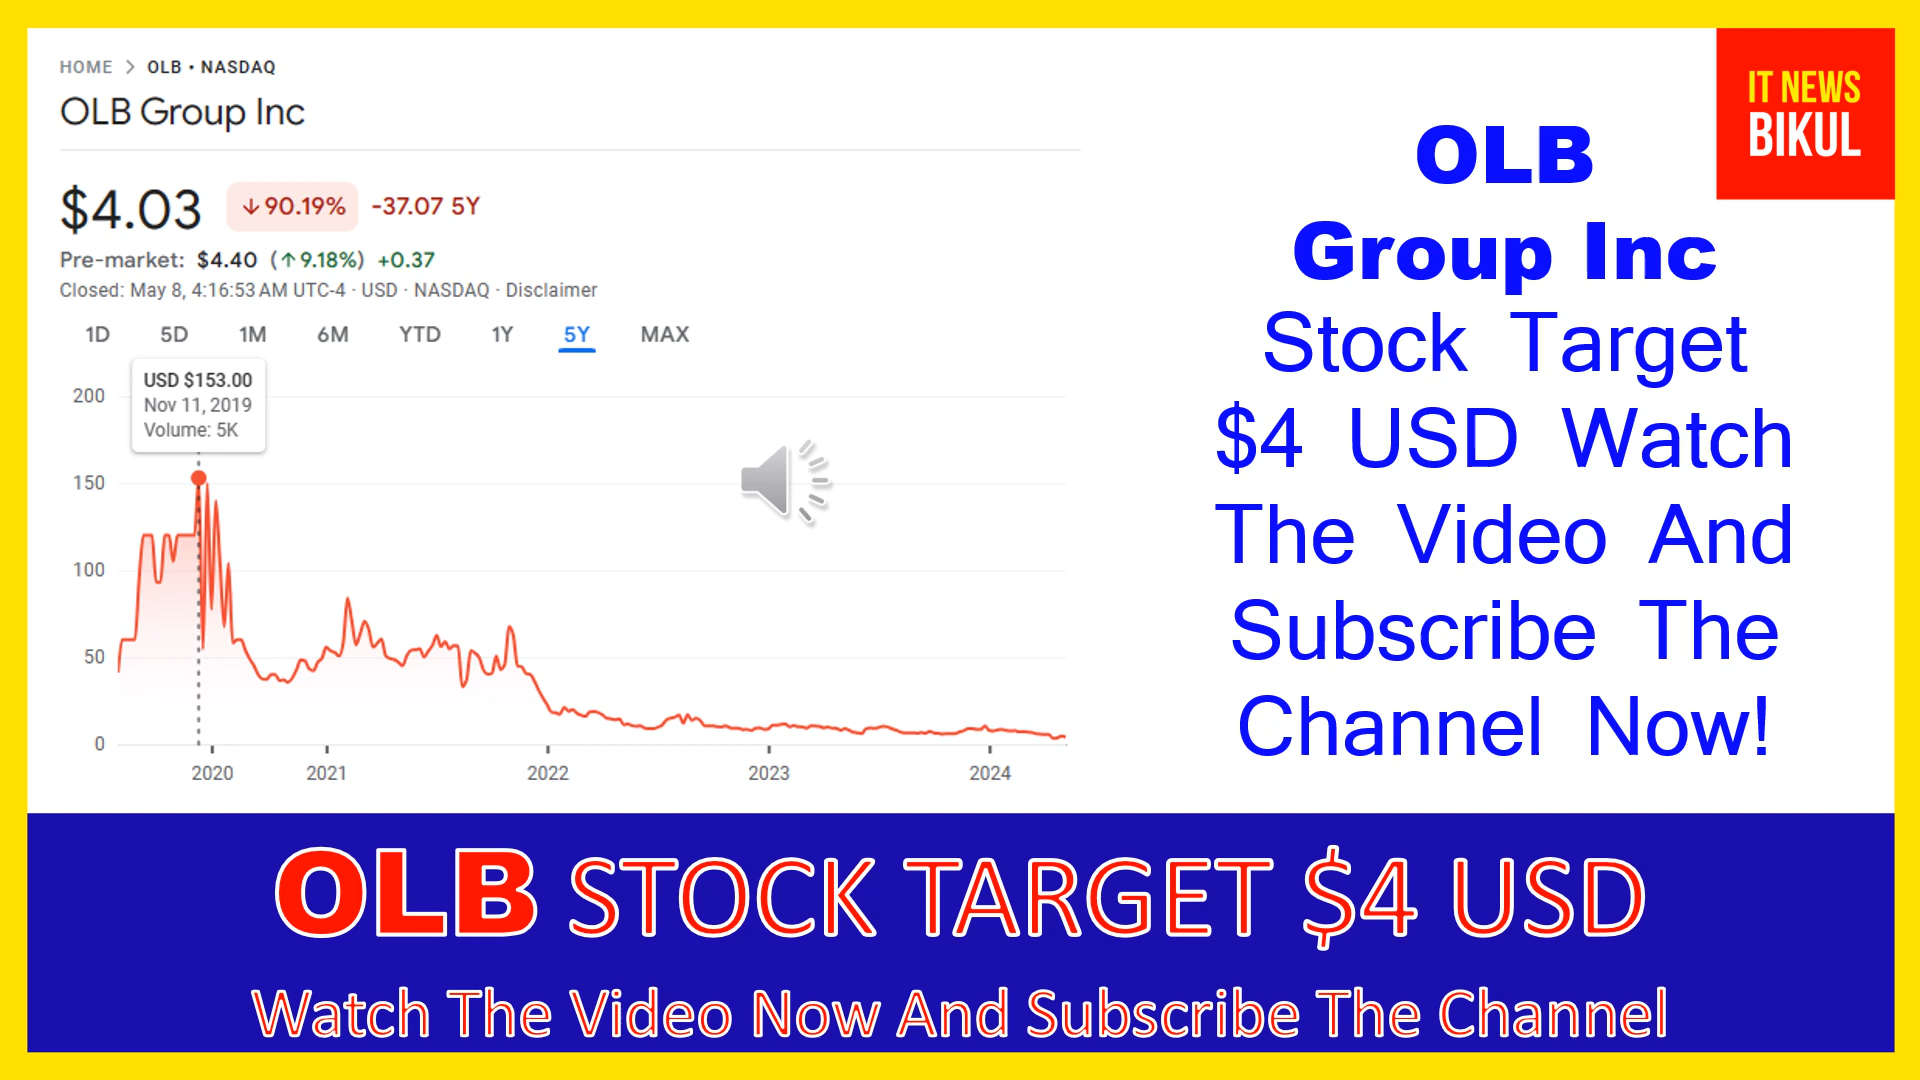 HOME > OLB • NASDAQ
OLB Group Inc
$4.03 ↓90.19% -37.07 5Y
Pre-market: $4.40 (↑9.18%) +0.37
Closed: May 8, 4:16:53 AM UTC-4 · USD · NASDAQ · Disclaimer
1D 5D 1M 6M YTD 1Y 5Y MAX
USD $153.00
Nov 11, 2019
Volume: 5K
200
150
100
50
0
2020 2021 2022 2023 2024
IT NEWS
BIKUL
OLB
Group Inc
Stock Target
$4 USD Watch
The Video And
Subscribe The
Channel Now!
OLB STOCK TARGET $4 USD
Watch The Video Now And Subscribe The Channel